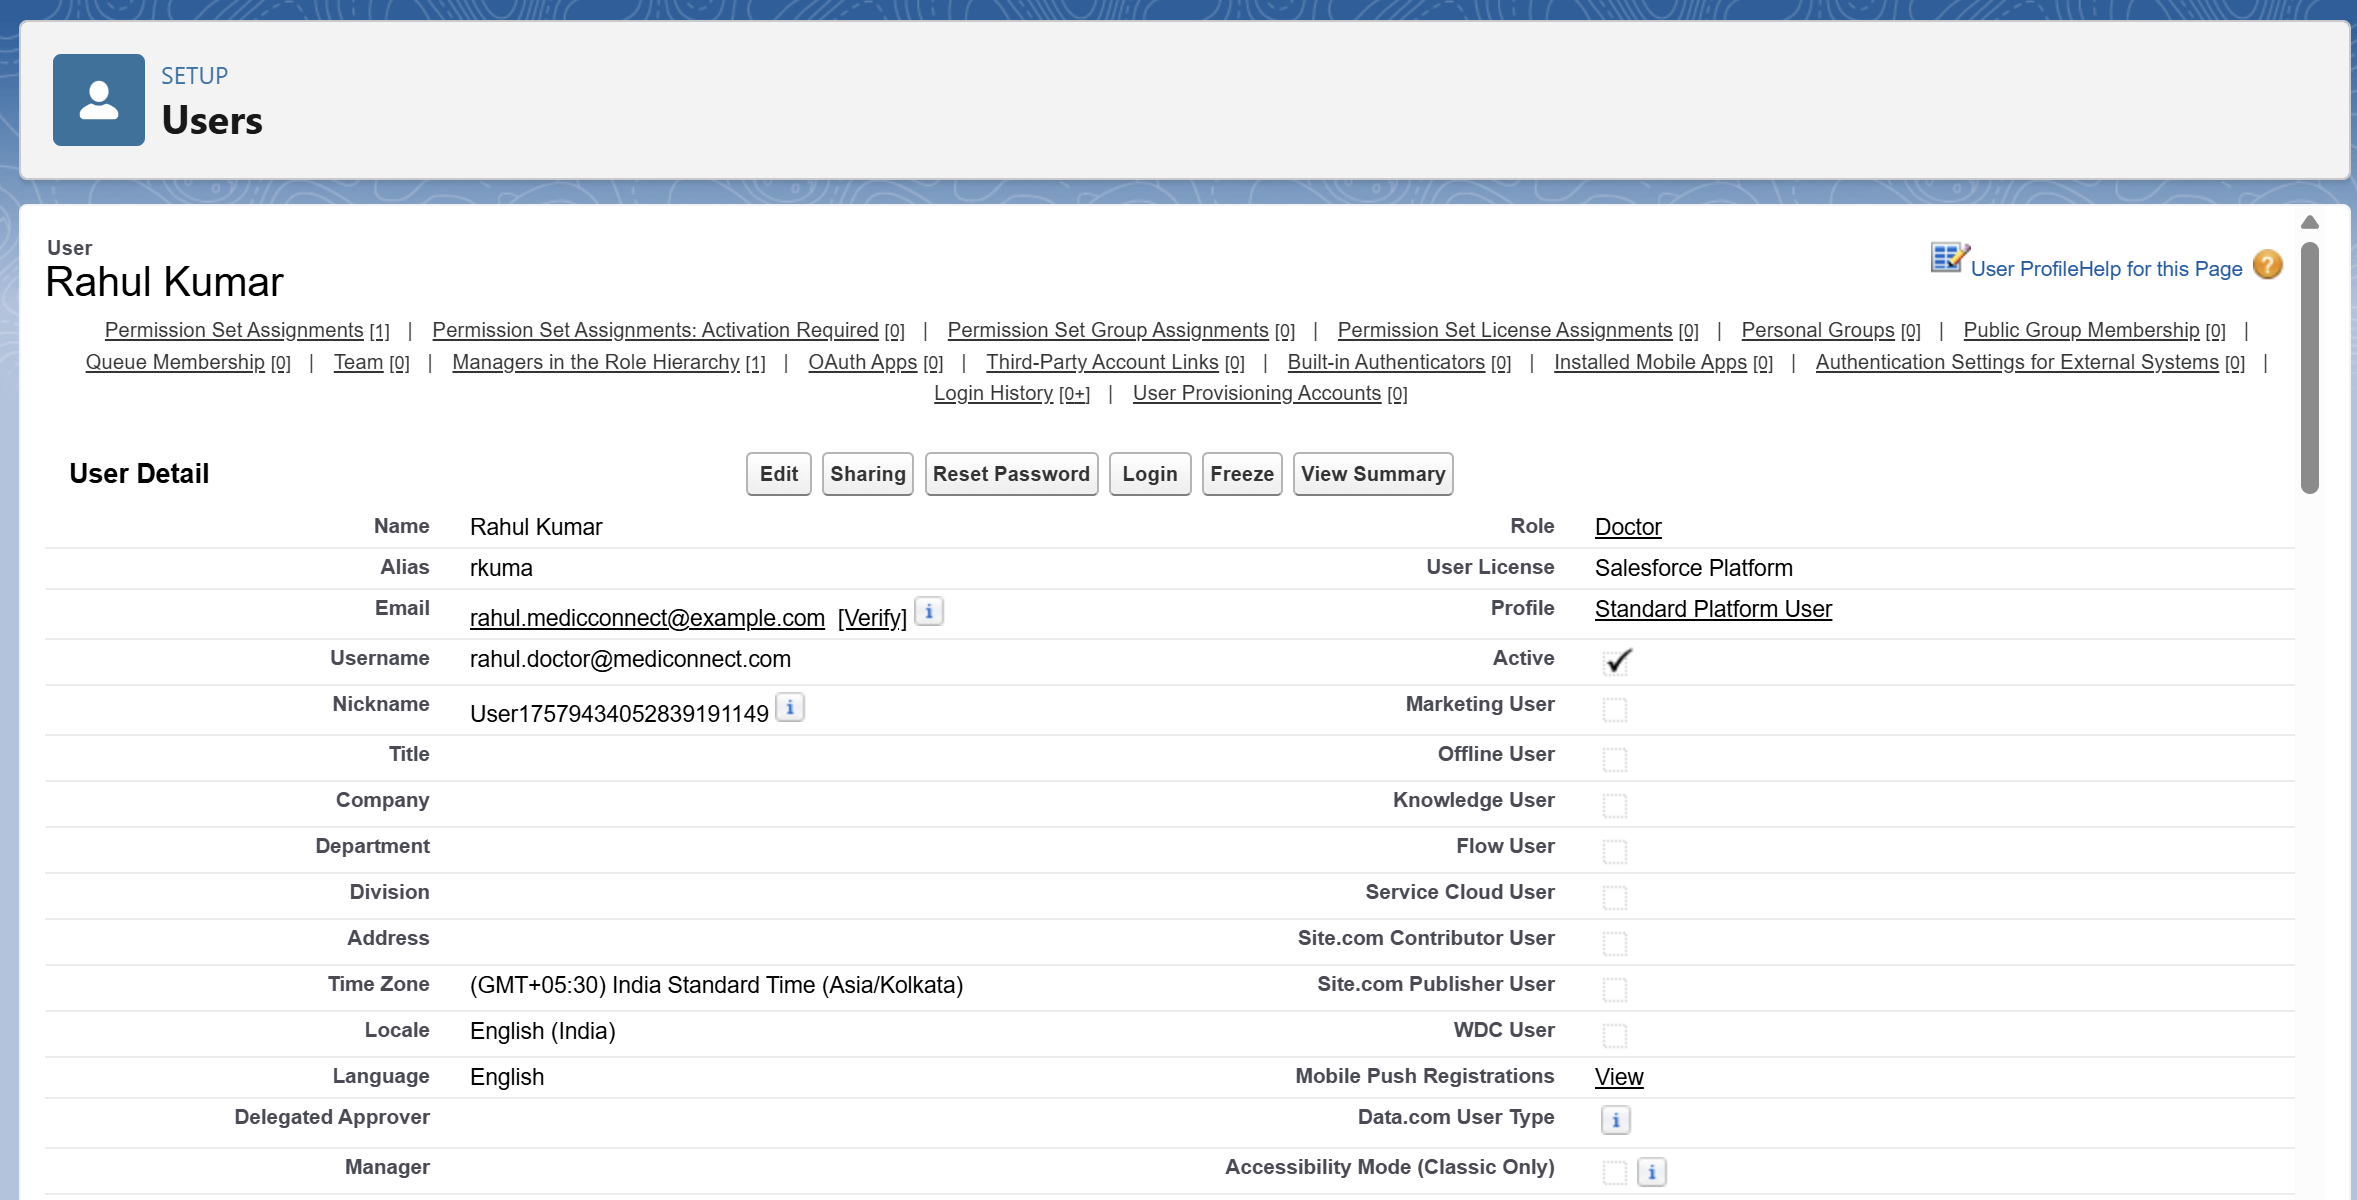 SETUP
Users
User
Rahul Kumar
User ProfileHelp for this Page ?
Permission Set Assignments [1] | Permission Set Assignments: Activation Required [0] | Permission Set Group Assignments [0] | Permission Set License Assignments [0] | Personal Groups [0] | Public Group Membership [0] |
Queue Membership [0] | Team [0] | Managers in the Role Hierarchy [1] | OAuth Apps [0] | Third-Party Account Links [0] | Built-in Authenticators [0] | Installed Mobile Apps [0] | Authentication Settings for External Systems [0] |
Login History [0+] | User Provisioning Accounts [0]
User Detail Edit Sharing Reset Password Login Freeze View Summary
Name Rahul Kumar Role Doctor
Alias rkuma User License Salesforce Platform
Email rahul.medicconnect@example.com [Verify] i Profile Standard Platform User
Username rahul.doctor@mediconnect.com Active
Nickname User17579434052839191149 i Marketing User
Title Offline User
Company Knowledge User
Department Flow User
Division Service Cloud User
Address Site.com Contributor User
Time Zone (GMT+05:30) India Standard Time (Asia/Kolkata) Site.com Publisher User
Locale English (India) WDC User
Language English Mobile Push Registrations View
Delegated Approver Data.com User Type i
Manager Accessibility Mode (Classic Only) i